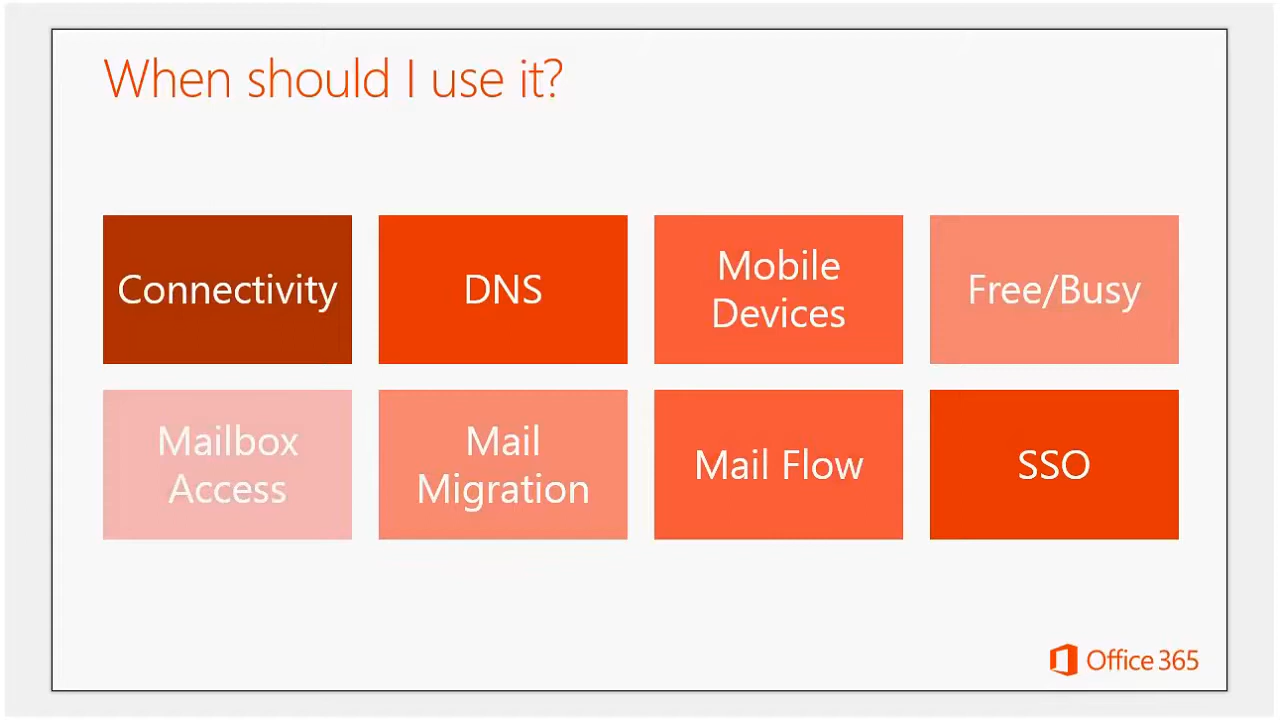 When should I use it?
Connectivity
DNS
Mobile
Devices
Free/Busy
Mailbox
Access
Mail
Migration
Mail Flow
SSO
Office 365